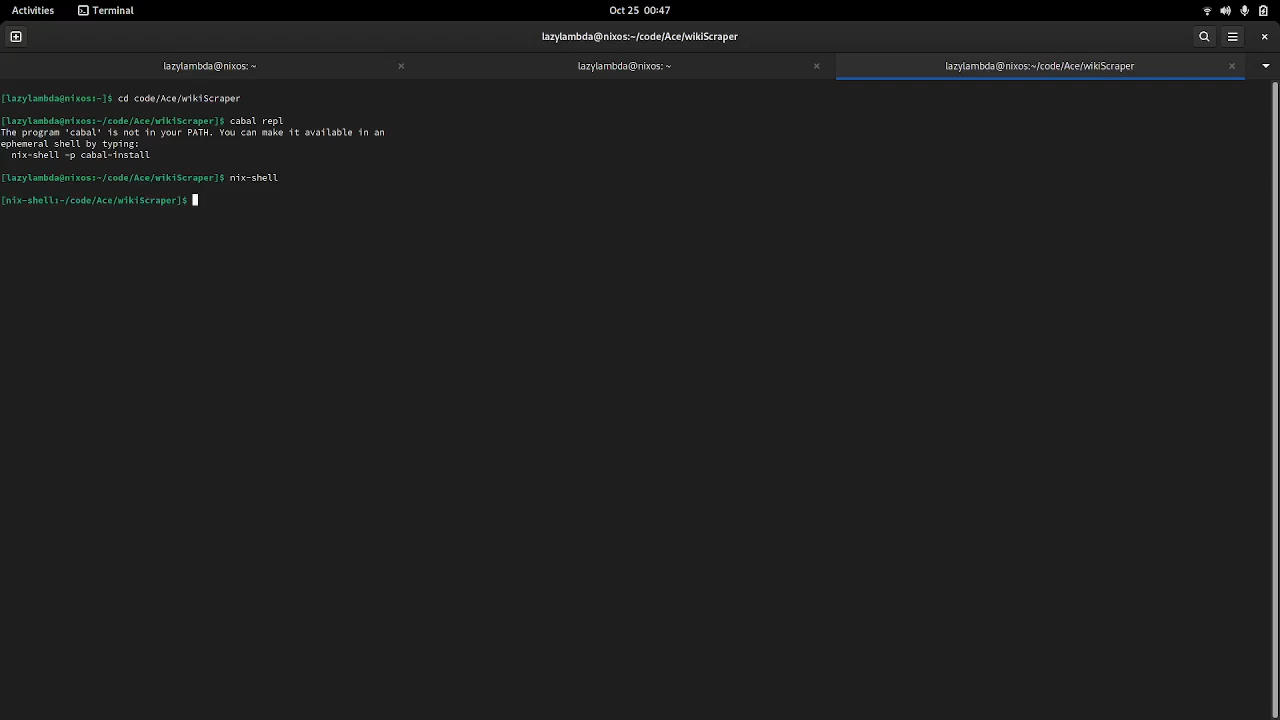 Activities Terminal Oct 25 00:47
lazylambda@nixos:~/code/Ace/wikiScraper
lazylambda@nixos: ~ lazylambda@nixos: ~ lazylambda@nixos:~/code/Ace/wikiScraper
[lazylambda@nixos:~]$ cd code/Ace/wikiScraper
[lazylambda@nixos:~/code/Ace/wikiScraper]$ cabal repl
The program 'cabal' is not in your PATH. You can make it available in an
ephemeral shell by typing:
nix-shell -p cabal-install
[lazylambda@nixos:~/code/Ace/wikiScraper]$ nix-shell
[nix-shell:~/code/Ace/wikiScraper]$